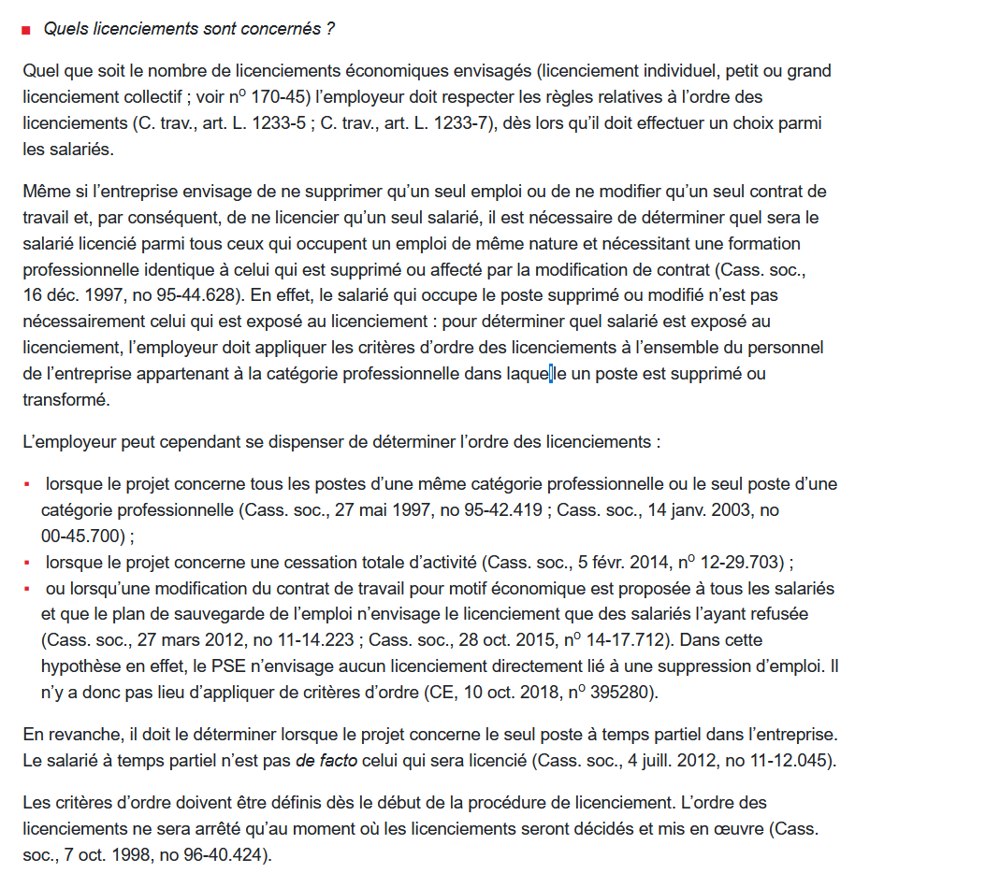 Quels licenciements sont concernés ?
Quel que soit le nombre de licenciements économiques envisagés (licenciement individuel, petit ou grand
licenciement collectif ; voir nº 170-45) l’employeur doit respecter les règles relatives à l’ordre des
licenciements (C. trav., art. L. 1233-5 ; C. trav., art. L. 1233-7), dès lors qu’il doit effectuer un choix parmi
les salariés.
Même si l’entreprise envisage de ne supprimer qu’un seul emploi ou de ne modifier qu’un seul contrat de
travail et, par conséquent, de ne licencier qu’un seul salarié, il est nécessaire de déterminer quel sera le
salarié licencié parmi tous ceux qui occupent un emploi de même nature et nécessitant une formation
professionnelle identique à celui qui est supprimé ou affecté par la modification de contrat (Cass. soc.,
16 déc. 1997, no 95-44.628). En effet, le salarié qui occupe le poste supprimé ou modifié n’est pas
nécessairement celui qui est exposé au licenciement : pour déterminer quel salarié est exposé au
licenciement, l’employeur doit appliquer les critères d’ordre des licenciements à l’ensemble du personnel
de l’entreprise appartenant à la catégorie professionnelle dans laquelle un poste est supprimé ou
transformé.
L’employeur peut cependant se dispenser de déterminer l’ordre des licenciements :
lorsque le projet concerne tous les postes d’une même catégorie professionnelle ou le seul poste d’une
catégorie professionnelle (Cass. soc., 27 mai 1997, no 95-42.419 ; Cass. soc., 14 janv. 2003, no
00-45.700) ;
lorsque le projet concerne une cessation totale d’activité (Cass. soc., 5 févr. 2014, nº 12-29.703) ;
ou lorsqu’une modification du contrat de travail pour motif économique est proposée à tous les salariés
et que le plan de sauvegarde de l’emploi n’envisage le licenciement que des salariés l’ayant refusée
(Cass. soc., 27 mars 2012, no 11-14.223 ; Cass. soc., 28 oct. 2015, nº 14-17.712). Dans cette
hypothèse en effet, le PSE n’envisage aucun licenciement directement lié à une suppression d’emploi. Il
n’y a donc pas lieu d’appliquer de critères d’ordre (CE, 10 oct. 2018, nº 395280).
En revanche, il doit le déterminer lorsque le projet concerne le seul poste à temps partiel dans l’entreprise.
Le salarié à temps partiel n’est pas de facto celui qui sera licencié (Cass. soc., 4 juill. 2012, no 11-12.045).
Les critères d’ordre doivent être définis dès le début de la procédure de licenciement. L’ordre des
licenciements ne sera arrêté qu’au moment où les licenciements seront décidés et mis en œuvre (Cass.
soc., 7 oct. 1998, no 96-40.424).